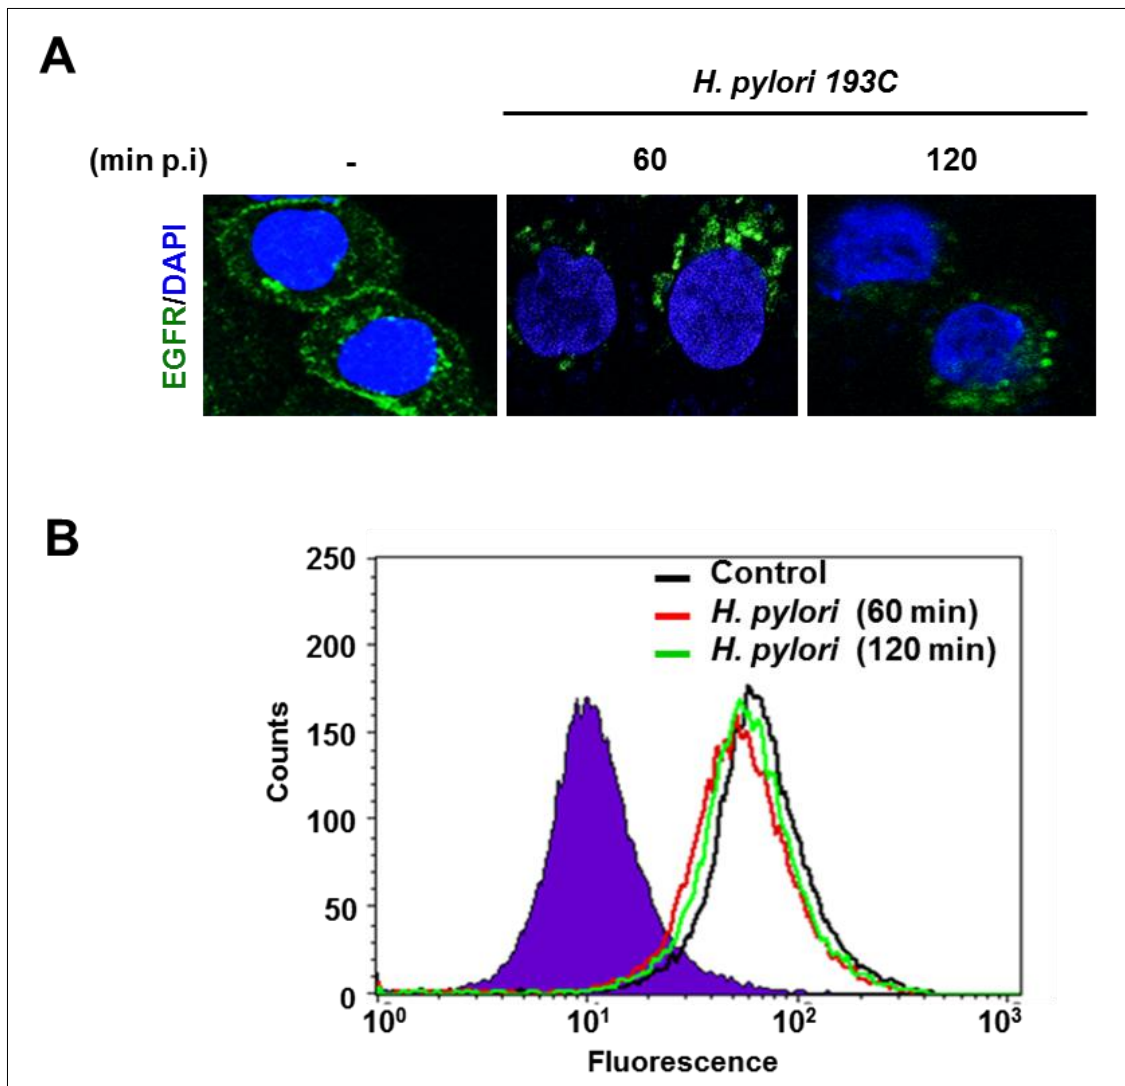 A
H. pylori 193C
(min p.i) - 60 120
EGFR/DAPI
B
250
200
150
100
50
0
Counts
Control
H. pylori (60 min)
H. pylori (120 min)
10⁰ 10¹ 10² 10³
Fluorescence